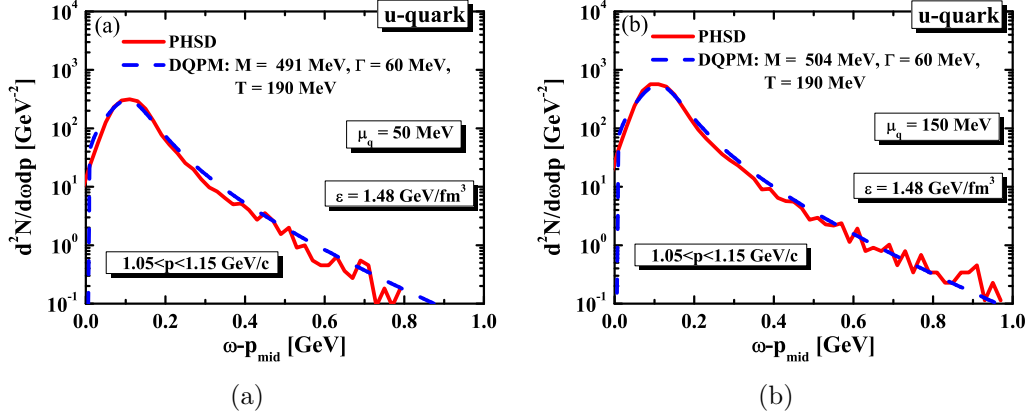 (a)
u-quark
PHSD
DQPM: M = 491 MeV, Γ = 60 MeV,
T = 190 MeV
μ_q = 50 MeV
ε = 1.48 GeV/fm³
1.05<p<1.15 GeV/c
d²N/dωdp [GeV⁻²]
10⁴
10³
10²
10¹
10⁰
10⁻¹
0.0 0.2 0.4 0.6 0.8 1.0
ω-p_mid [GeV]
(a)
(b)
u-quark
PHSD
DQPM: M = 504 MeV, Γ = 60 MeV,
T = 190 MeV
μ_q = 150 MeV
ε = 1.48 GeV/fm³
1.05<p<1.15 GeV/c
d²N/dωdp [GeV⁻²]
10⁴
10³
10²
10¹
10⁰
10⁻¹
0.0 0.2 0.4 0.6 0.8 1.0
ω-p_mid [GeV]
(b)